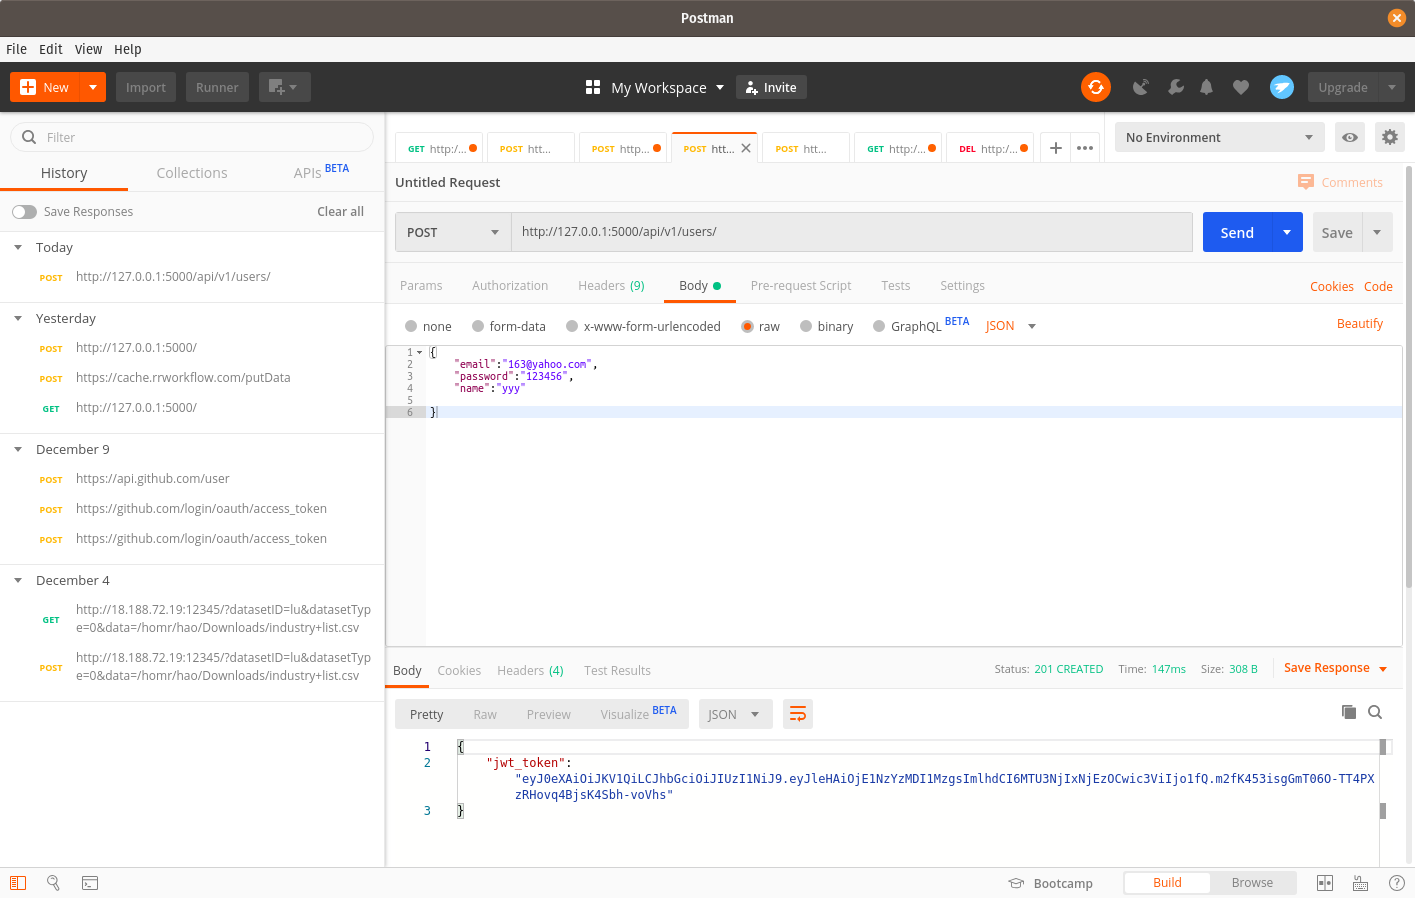 Postman
File Edit View Help
New Import Runner My Workspace Invite Upgrade
Filter
History Collections APIs BETA
Save Responses Clear all
Today
POST http://127.0.0.1:5000/api/v1/users/
Yesterday
POST http://127.0.0.1:5000/
POST https://cache.rrworkflow.com/putData
GET http://127.0.0.1:5000/
December 9
POST https://api.github.com/user
POST https://github.com/login/oauth/access_token
POST https://github.com/login/oauth/access_token
December 4
GET http://18.188.72.19:12345/?datasetID=lu&datasetTyp
e=0&data=/homr/hao/Downloads/industry+list.csv
POST http://18.188.72.19:12345/?datasetID=lu&datasetTyp
e=0&data=/homr/hao/Downloads/industry+list.csv
GET http:/... POST htt... POST http... POST htt... POST htt... GET http:/... DEL http:/... No Environment
Untitled Request Comments
POST http://127.0.0.1:5000/api/v1/users/ Send Save
Params Authorization Headers (9) Body Pre-request Script Tests Settings Cookies Code
none form-data x-www-form-urlencoded raw binary GraphQL BETA JSON Beautify
1 {
2 "email":"163@yahoo.com",
3 "password":"123456",
4 "name":"yyy"
5
6 }
Body Cookies Headers (4) Test Results Status: 201 CREATED Time: 147ms Size: 308 B Save Response
Pretty Raw Preview Visualize BETA JSON
1 {
2 "jwt_token":
"eyJ0eXAiOiJKV1QiLCJhbGciOiJIUzI1NiJ9.eyJleHAiOjE1NzYzMDI1MzgsImlhdCI6MTU3NjIxNjEzOCwic3ViIjo1fQ.m2fK453isgGmT06O-TT4PX
zRHovq4BjsK4Sbh-voVhs"
3 }
Bootcamp Build Browse